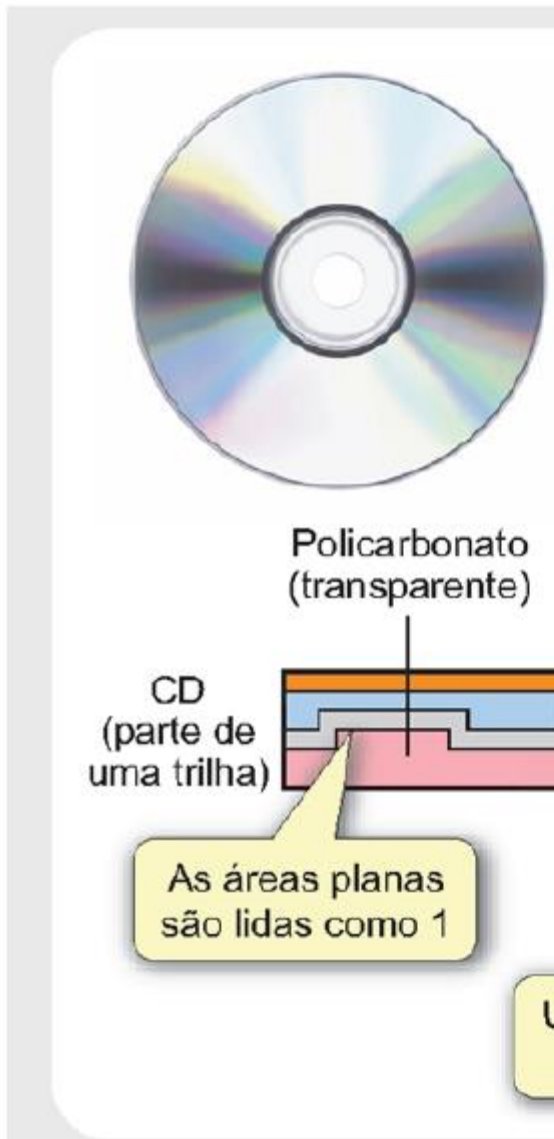 Policarbonato
(transparente)
CD
(parte de
uma trilha)
As áreas planas
são lidas como 1